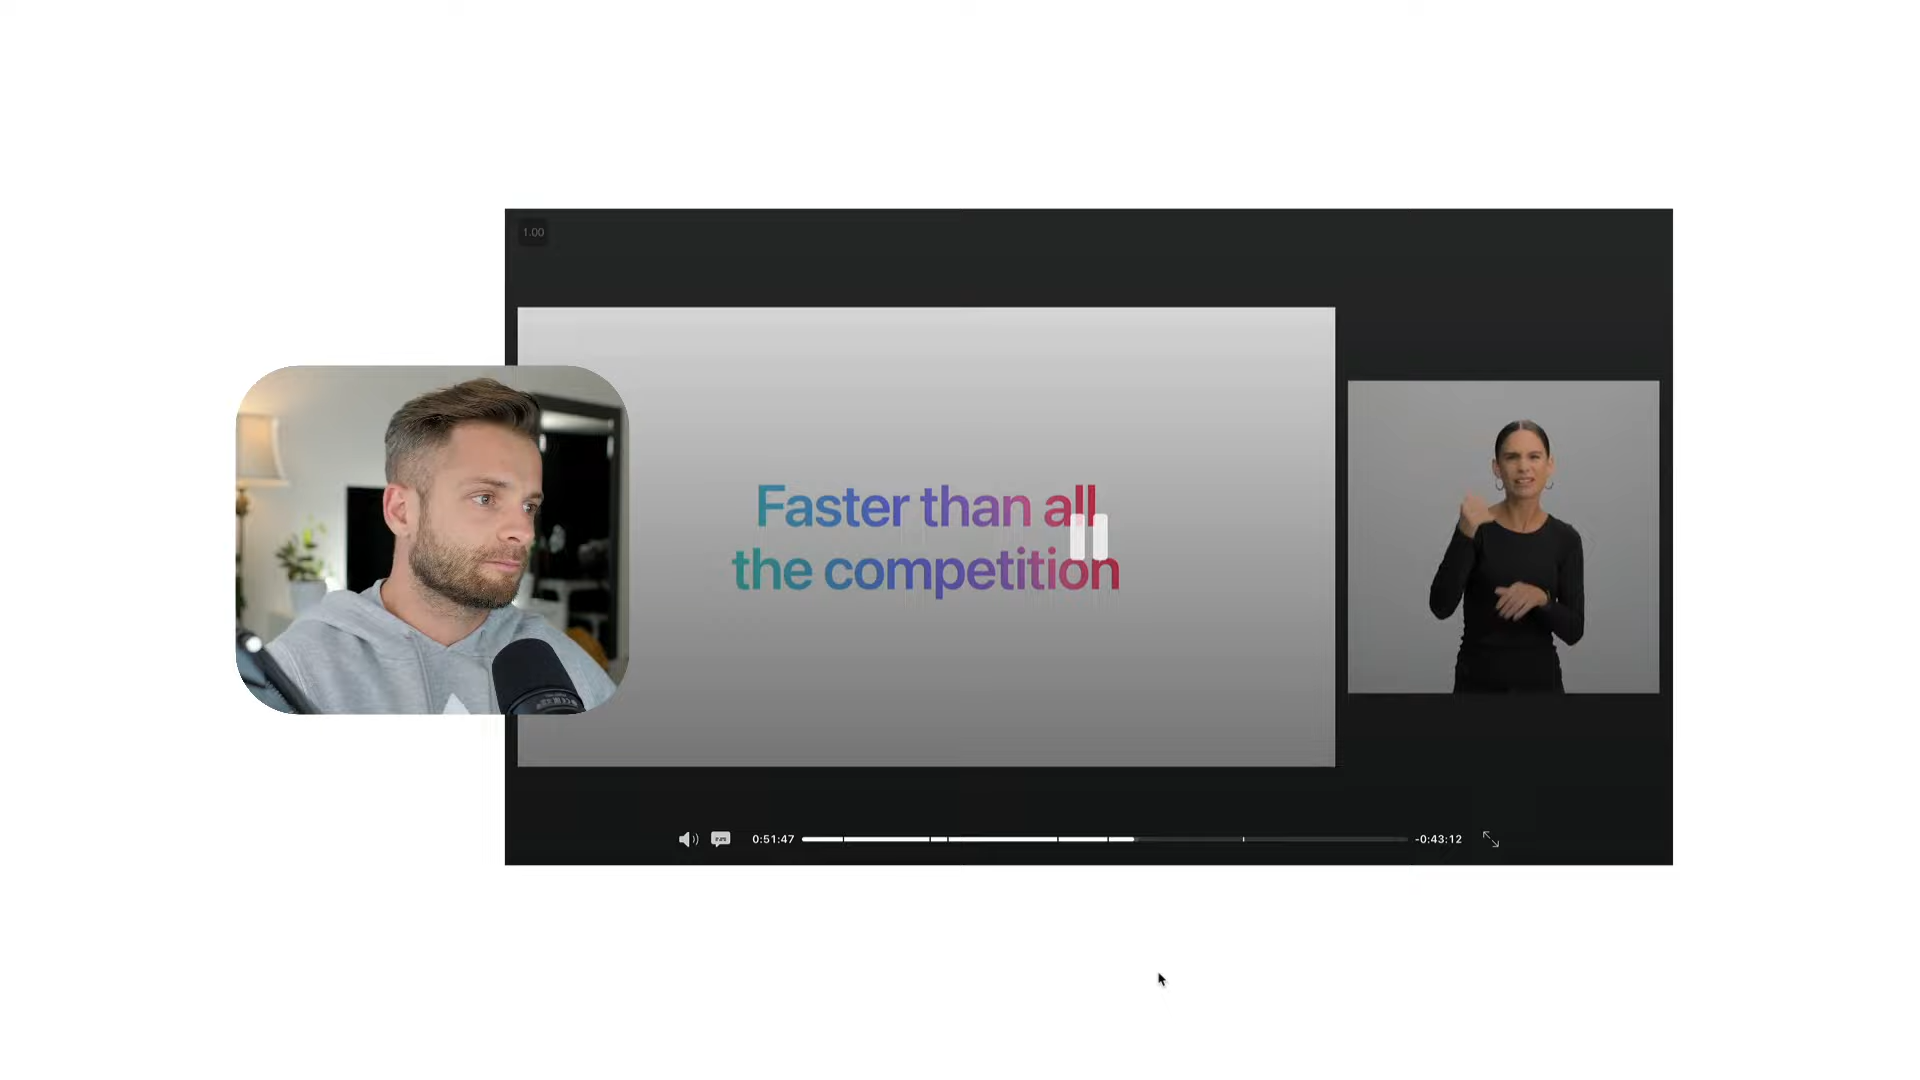 1.00
Faster than all
the competition
0:51:47
-0:43:12